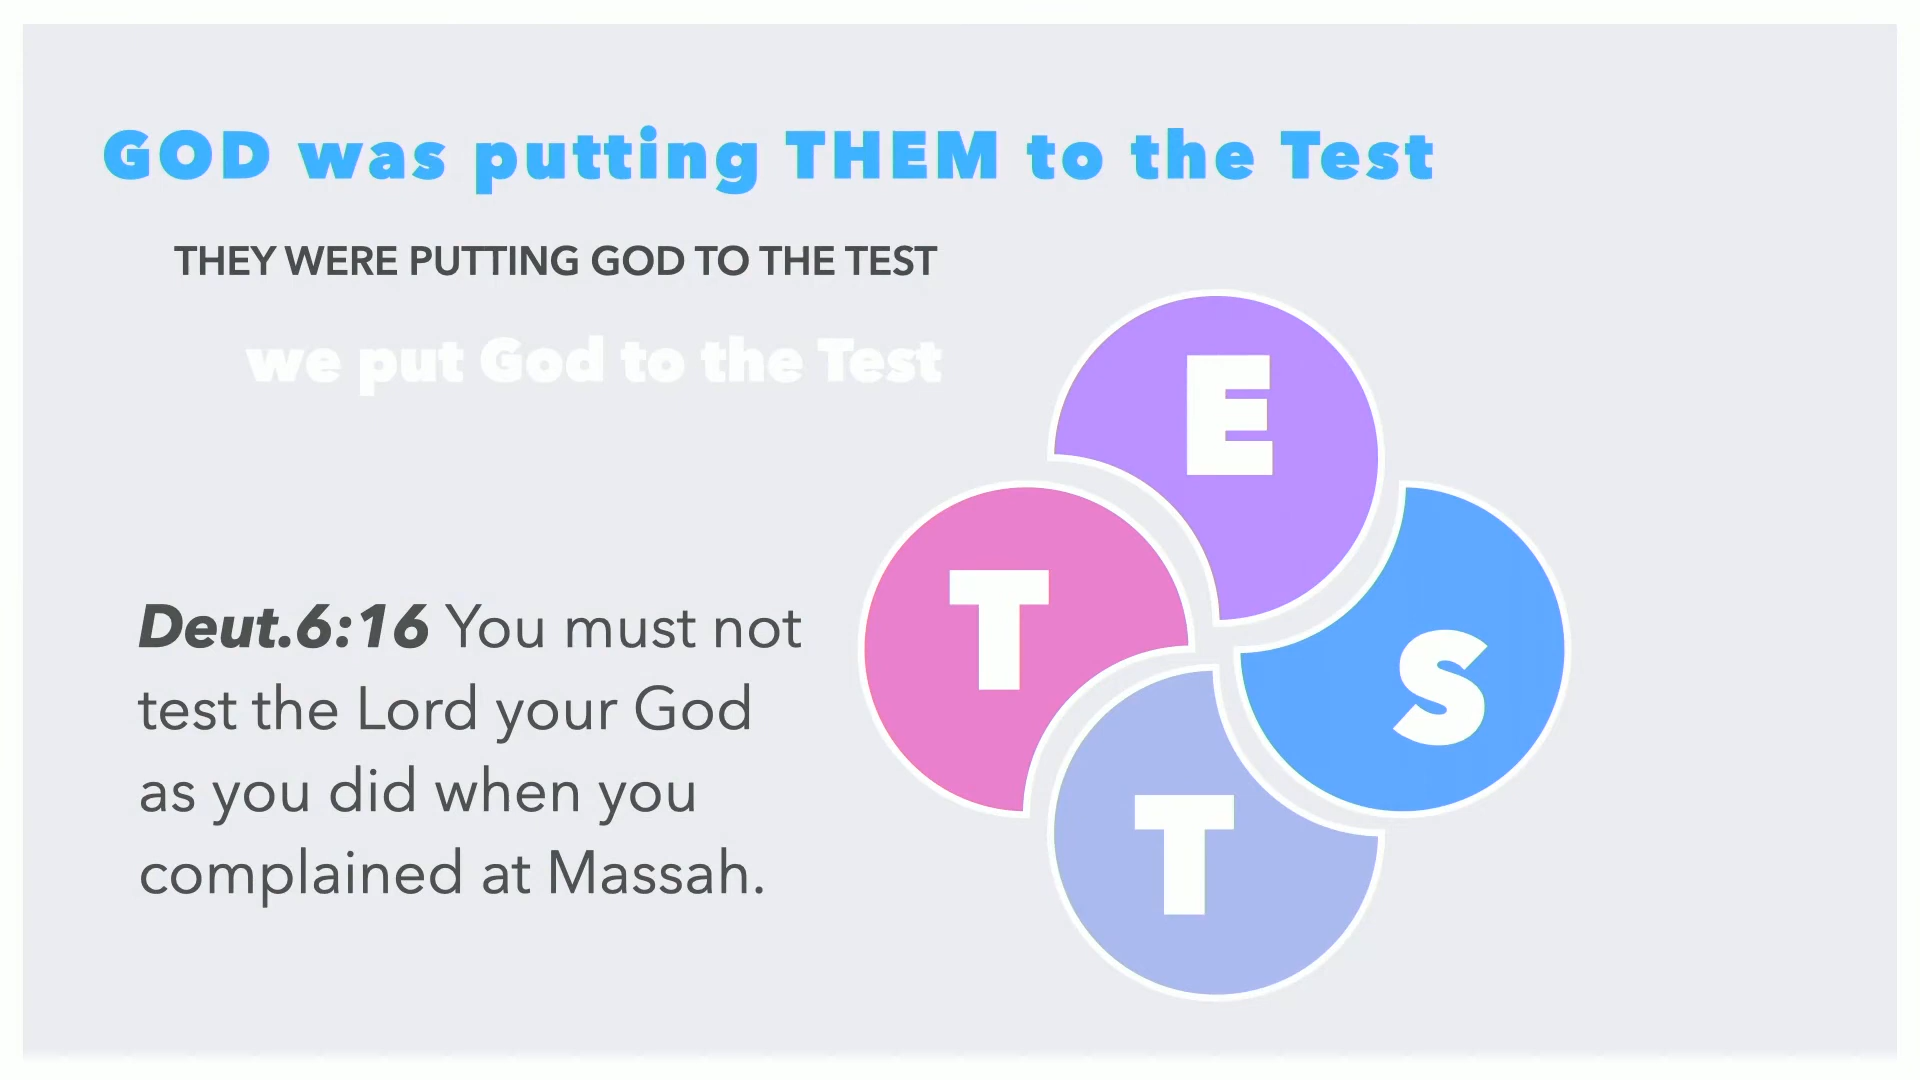 GOD was putting THEM to the Test
THEY WERE PUTTING GOD TO THE TEST
we put God to the Test
Deut.6:16 You must not
test the Lord your God
as you did when you
complained at Massah.
T
E
S
T